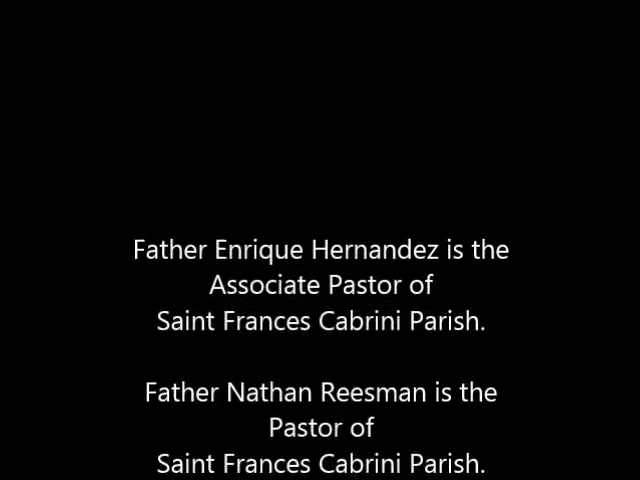 Father Enrique Hernandez is the
Associate Pastor of
Saint Frances Cabrini Parish.
Father Nathan Reesman is the
Pastor of
Saint Frances Cabrini Parish.